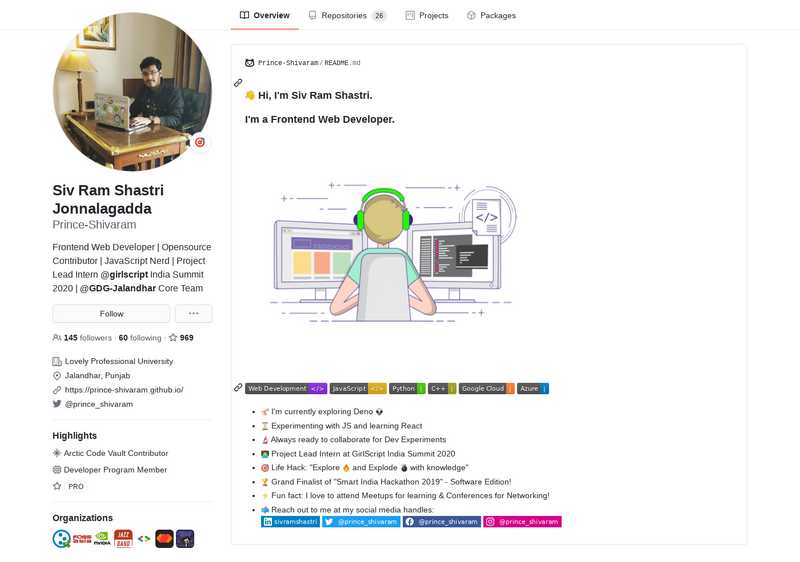 Overview
Repositories 26
Projects
Packages
Prince-Shivaram/README.md
👋 Hi, I'm Siv Ram Shastri.
I'm a Frontend Web Developer.
</>
Siv Ram Shastri
Jonnalagadda
Prince-Shivaram
Frontend Web Developer | Opensource
Contributor | JavaScript Nerd | Project
Lead Intern @girlscript India Summit
2020 | @GDG-Jalandhar Core Team
Follow
145 followers · 60 following · 969
Lovely Professional University
Jalandhar, Punjab
https://prince-shivaram.github.io/
@prince_shivaram
Highlights
Arctic Code Vault Contributor
Developer Program Member
PRO
Organizations
FOSS
NVIDIA
JAZZ
BAND
Web Development </> JavaScript </> Python | C++ | Google Cloud | Azure |
I'm currently exploring Deno
Experimenting with JS and learning React
Always ready to collaborate for Dev Experiments
Project Lead Intern at GirlScript India Summit 2020
Life Hack: "Explore 🔥 and Explode 💣 with knowledge"
Grand Finalist of "Smart India Hackathon 2019" - Software Edition!
Fun fact: I love to attend Meetups for learning & Conferences for Networking!
Reach out to me at my social media handles:
sivramshastri @prince_shivaram @prince_shivaram @prince_shivaram